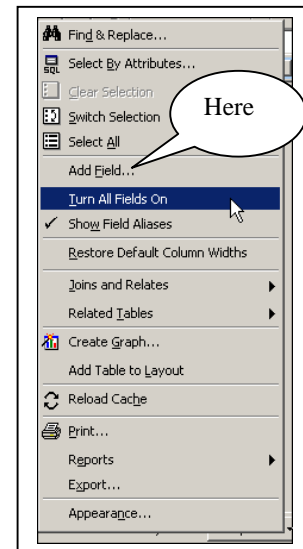 Find & Replace...
SQL
Select By Attributes...
Clear Selection
Switch Selection
Here
Select All
Add Field...
Turn All Fields On
Show Field Aliases
Restore Default Column Widths
Joins and Relates
Related Tables
Create Graph...
Add Table to Layout
Reload Cache
Print...
Reports
Export...
Appearance...